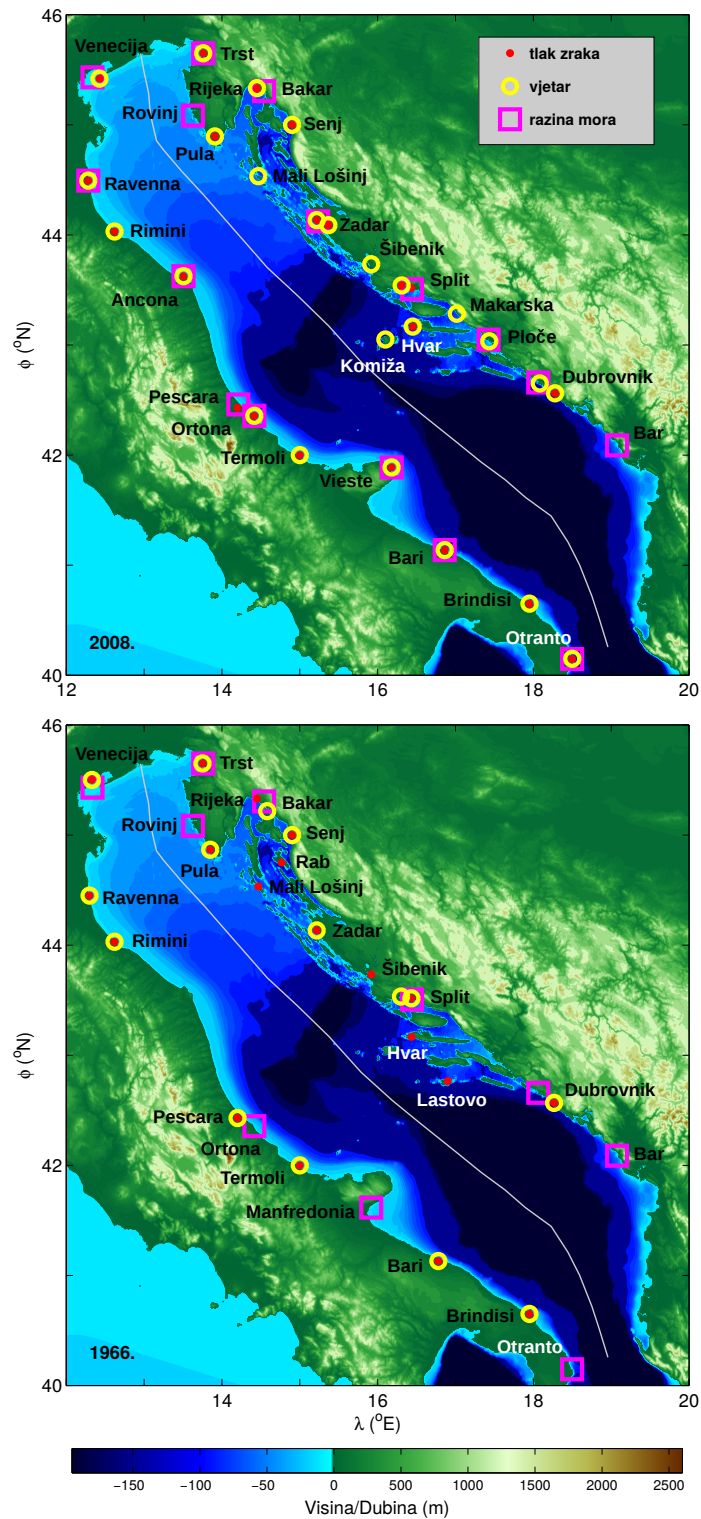 46
Venecija
Trst
tlak zraka
Rijeka
Bakar
vjetar
Rovinj
Senj
razina mora
Pula
Mali Lošinj
Ravenna
44
Rimini
Zadar
Šibenik
Ancona
Split
Makarska
φ (°N)
Hvar
Ploče
Komiža
Pescara
Dubrovnik
Ortona
Bar
42
Termoli
Vieste
Bari
Brindisi
Otranto
2008.
40
12 14 16 18 20
46
Venecija
Trst
Rijeka
Bakar
Rovinj
Senj
Pula
Rab
Mali Lošinj
Ravenna
44
Rimini
Zadar
Šibenik
Split
φ (°N)
Hvar
Lastovo
Dubrovnik
Pescara
Ortona
Bar
42
Termoli
Manfredonia
Bari
Brindisi
Otranto
1966.
40
12 14 16 18 20
λ (°E)
−150 −100 −50 0 500 1000 1500 2000 2500
Visina/Dubina (m)